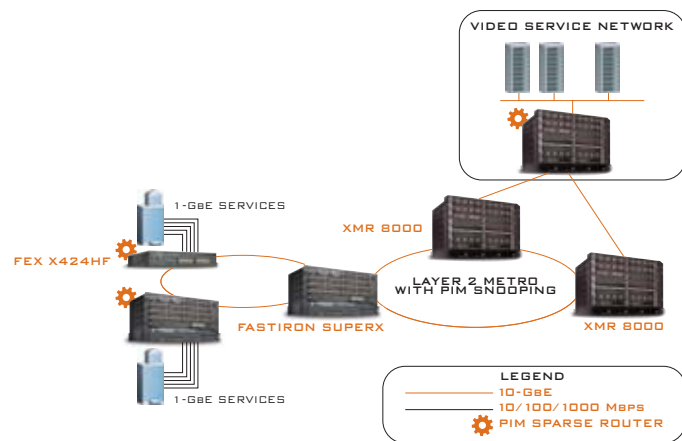 VIDEO SERVICE NETWORK
1-GBE SERVICES
XMR 8000
FEX X424HF
LAYER 2 METRO
WITH PIM SNOOPING
FASTIRON SUPERX
XMR 8000
1-GBE SERVICES
LEGEND
10-GBE
10/100/1000 MBPS
PIM SPARSE ROUTER